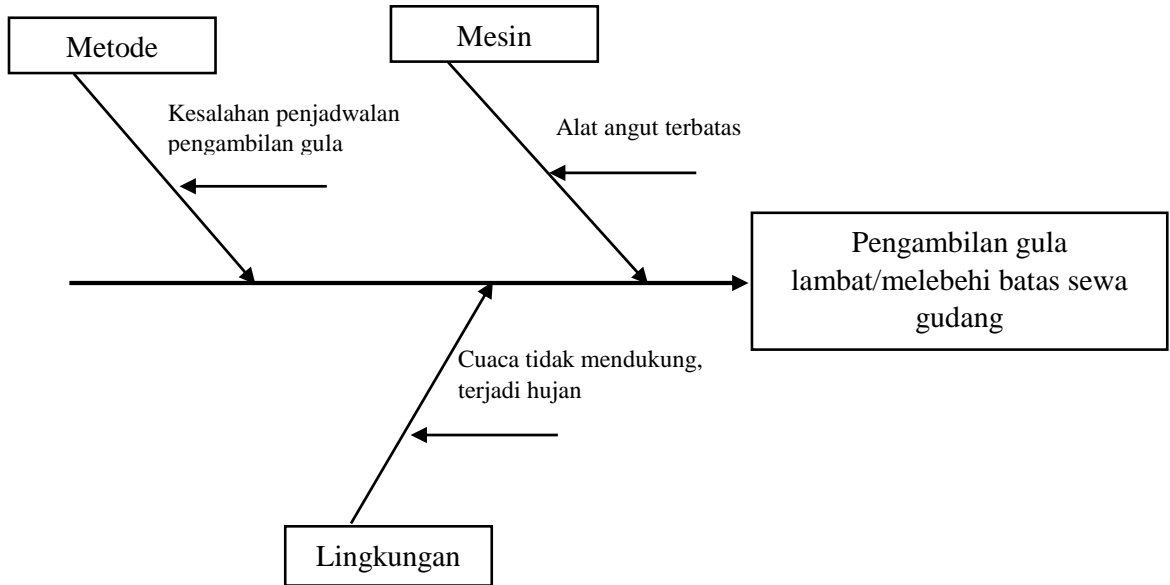 Metode
Mesin
Kesalahan penjadwalan
pengambilan gula
Alat angut terbatas
Pengambilan gula
lambat/melebehi batas sewa
gudang
Cuaca tidak mendukung,
terjadi hujan
Lingkungan